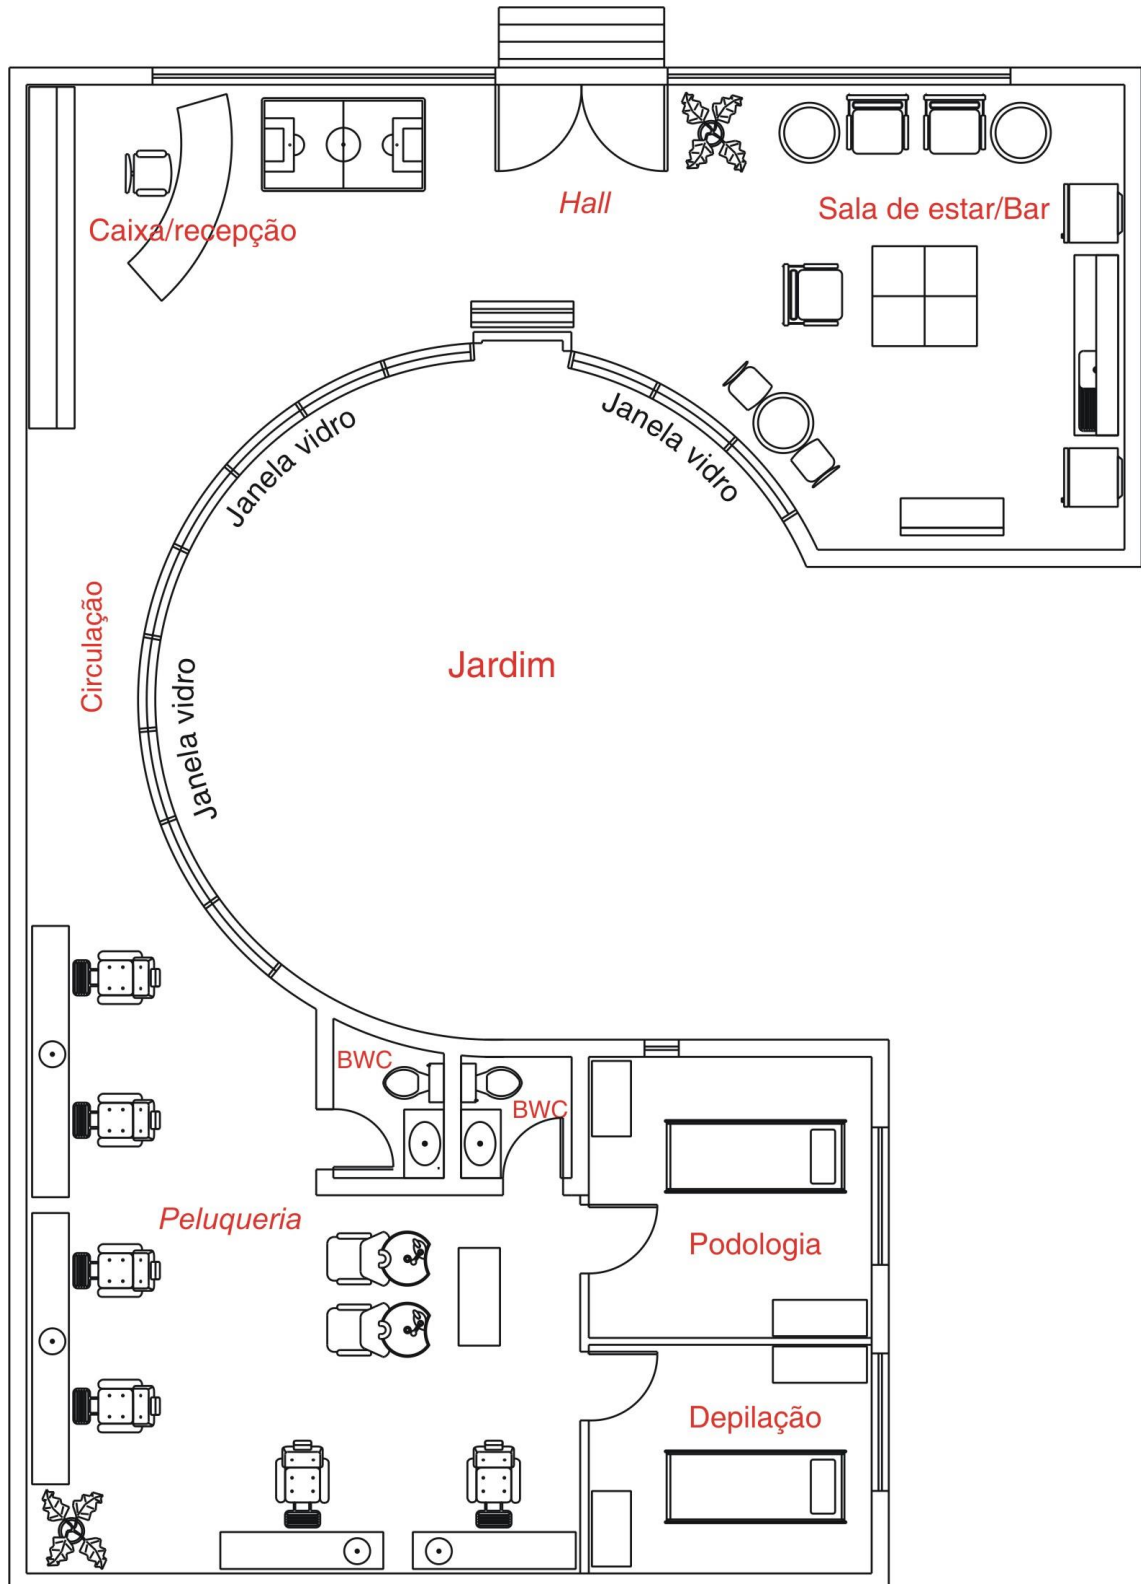 Hall
Sala de estar/Bar
Caixa/recepção
Janela vidro
Janela vidro
Circulação
Jardim
Janela vidro
BWC
BWC
Peluqueria
Podologia
Depilação